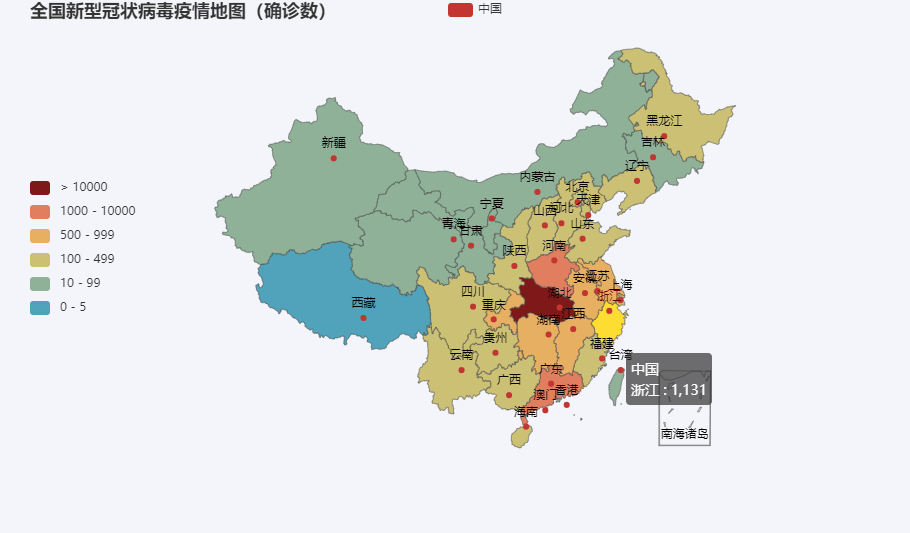 全国新型冠状病毒疫情地图（确诊数）
中国
黑龙江
吉林
辽宁
新疆
内蒙古
北京
天津
宁夏
山西
河北
山东
青海
甘肃
> 10000
1000 - 10000
500 - 999
100 - 499
10 - 99
0 - 5
陕西
河南
安徽
江苏
上海
西藏
四川
重庆
湖北
浙江
湖南
江西
贵州
云南
福建
台湾
中国
浙江 : 1,131
广西
广东
澳门
香港
海南
南海诸岛